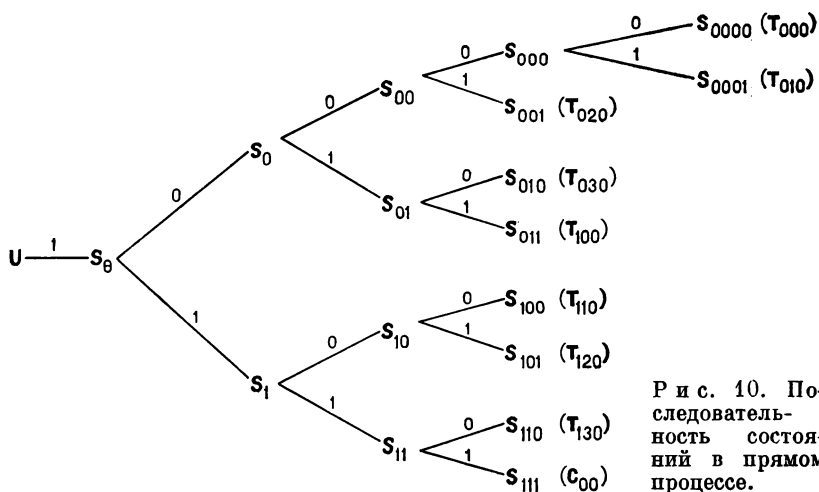 0 S₀₀₀₀ (T₀₀₀)
0 S₀₀₀
1 S₀₀₀₁ (T₀₁₀)
S₀₀
1 S₀₀₁ (T₀₂₀)
0
S₀
1
0 S₀₁₀ (T₀₃₀)
S₀₁
1 S₀₁₁ (T₁₀₀)
0
U 1 S_θ
1
0 S₁₀₀ (T₁₁₀)
S₁₀
0
1 S₁₀₁ (T₁₂₀)
S₁
1
0 S₁₁₀ (T₁₃₀)
S₁₁
1 S₁₁₁ (C₀₀)
Рис. 10. По-
следователь-
ность состоя-
ний в прямом
процессе.